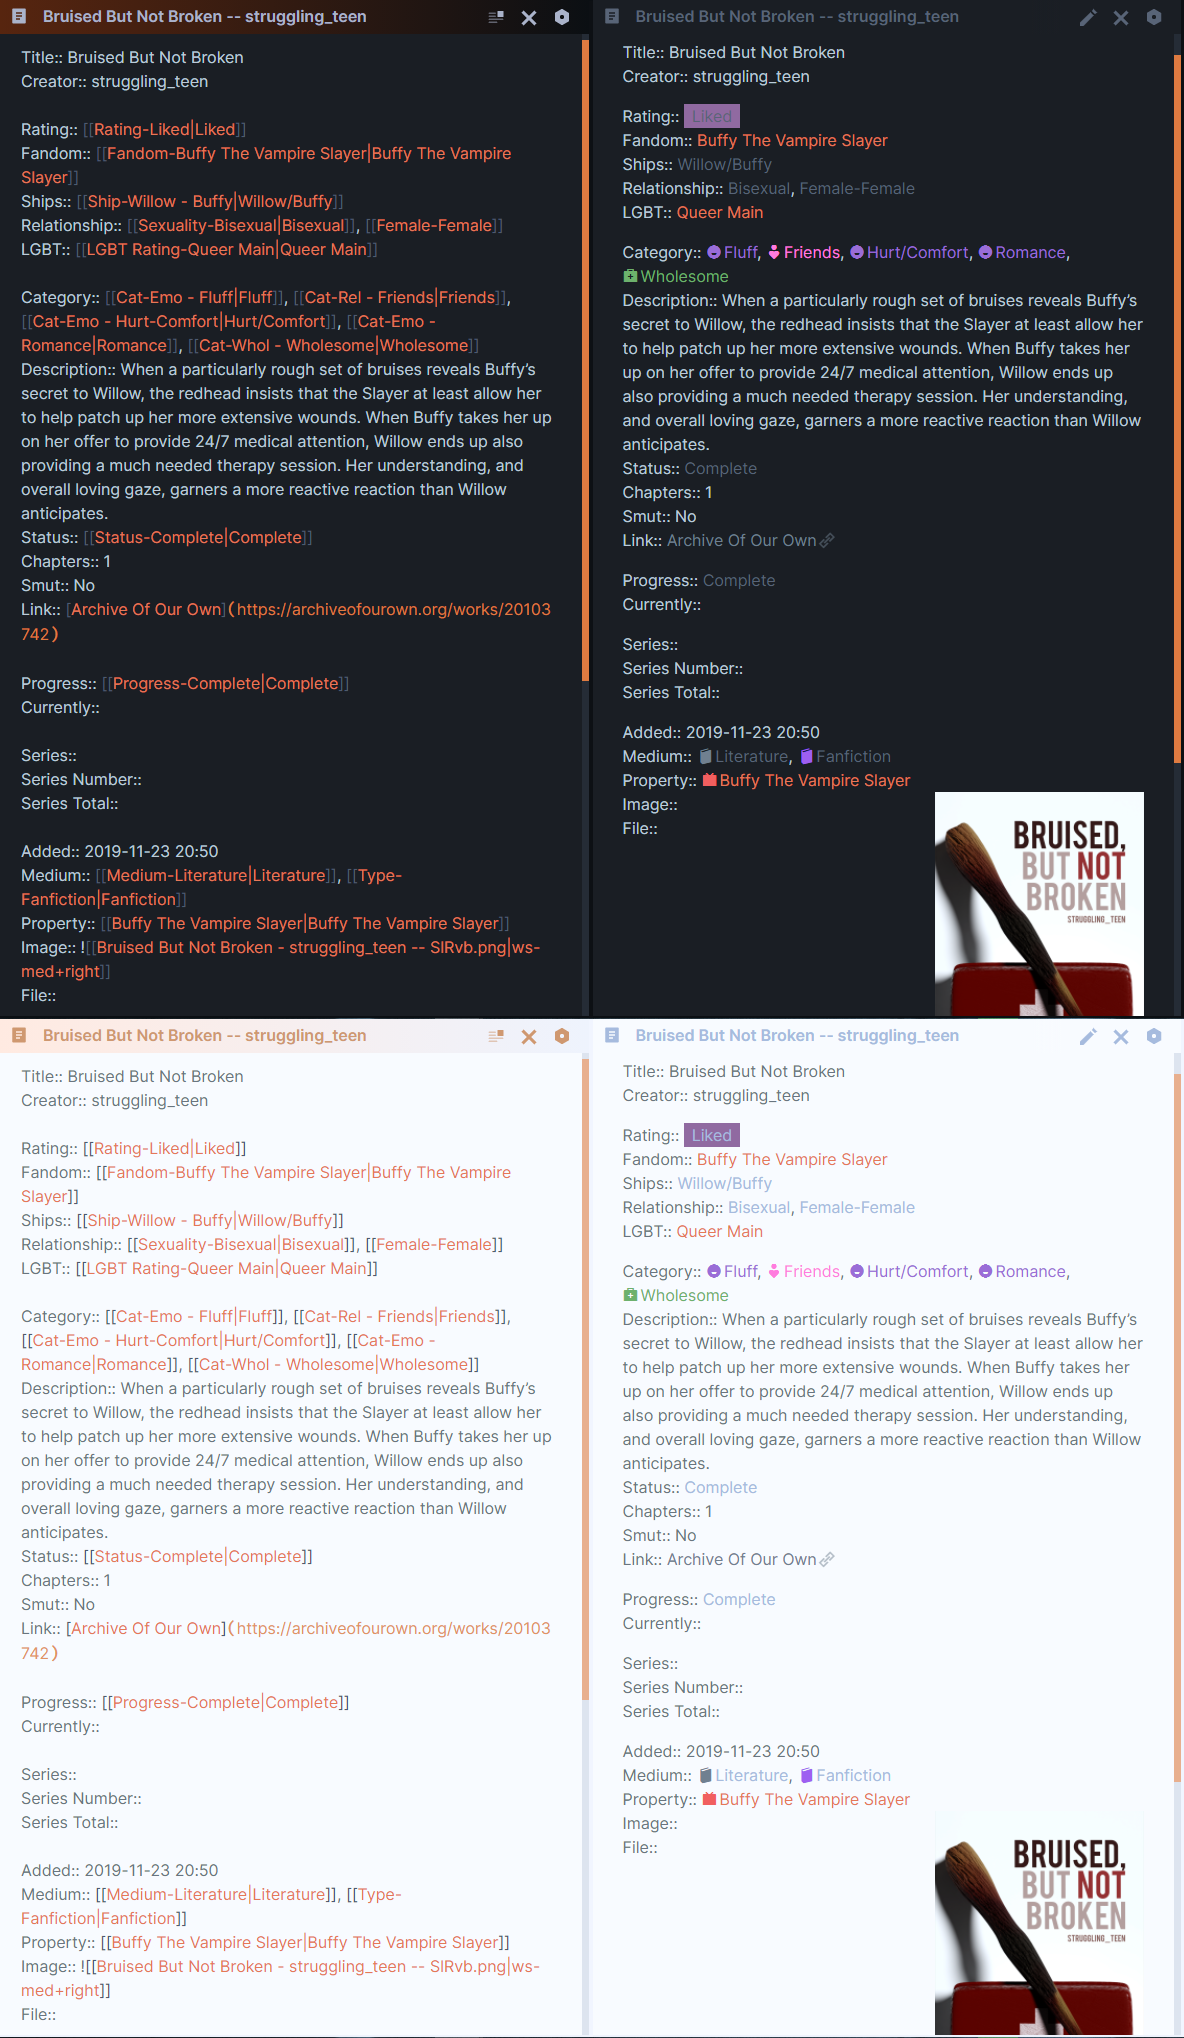 Bruised But Not Broken -- struggling_teen
Title:: Bruised But Not Broken
Creator:: struggling_teen
Rating:: [[Rating-Liked|Liked]]
Fandom:: [[Fandom-Buffy The Vampire Slayer|Buffy The Vampire
Slayer]]
Ships:: [[Ship-Willow - Buffy|Willow/Buffy]]
Relationship:: [[Sexuality-Bisexual|Bisexual]], [[Female-Female]]
LGBT:: [[LGBT Rating-Queer Main|Queer Main]]
Category:: [[Cat-Emo - Fluff|Fluff]], [[Cat-Rel - Friends|Friends]],
[[Cat-Emo - Hurt-Comfort|Hurt/Comfort]], [[Cat-Emo -
Romance|Romance]], [[Cat-Whol - Wholesome|Wholesome]]
Description:: When a particularly rough set of bruises reveals Buffy’s
secret to Willow, the redhead insists that the Slayer at least allow her
to help patch up her more extensive wounds. When Buffy takes her up
on her offer to provide 24/7 medical attention, Willow ends up also
providing a much needed therapy session. Her understanding, and
overall loving gaze, garners a more reactive reaction than Willow
anticipates.
Status:: [[Status-Complete|Complete]]
Chapters:: 1
Smut:: No
Link:: [Archive Of Our Own](https://archiveofourown.org/works/20103
742)
Progress:: [[Progress-Complete|Complete]]
Currently::
Series::
Series Number::
Series Total::
Added:: 2019-11-23 20:50
Medium:: [[Medium-Literature|Literature]], [[Type-
Fanfiction|Fanfiction]]
Property:: [[Buffy The Vampire Slayer|Buffy The Vampire Slayer]]
Image:: ![[Bruised But Not Broken - struggling_teen -- SIRvb.png|ws-
med+right]]
File::
Bruised But Not Broken -- struggling_teen
Title:: Bruised But Not Broken
Creator:: struggling_teen
Rating:: Liked
Fandom:: Buffy The Vampire Slayer
Ships:: Willow/Buffy
Relationship:: Bisexual, Female-Female
LGBT:: Queer Main
Category:: Fluff, Friends, Hurt/Comfort, Romance,
Wholesome
Description:: When a particularly rough set of bruises reveals Buffy’s
secret to Willow, the redhead insists that the Slayer at least allow her
to help patch up her more extensive wounds. When Buffy takes her
up on her offer to provide 24/7 medical attention, Willow ends up
also providing a much needed therapy session. Her understanding,
and overall loving gaze, garners a more reactive reaction than Willow
anticipates.
Status:: Complete
Chapters:: 1
Smut:: No
Link:: Archive Of Our Own
Progress:: Complete
Currently::
Series::
Series Number::
Series Total::
Added:: 2019-11-23 20:50
Medium:: Literature, Fanfiction
Property:: Buffy The Vampire Slayer
Image::
File::
BRUISED,
BUT NOT
BROKEN
STRUGGLING_TEEN
Bruised But Not Broken -- struggling_teen
Title:: Bruised But Not Broken
Creator:: struggling_teen
Rating:: [[Rating-Liked|Liked]]
Fandom:: [[Fandom-Buffy The Vampire Slayer|Buffy The Vampire
Slayer]]
Ships:: [[Ship-Willow - Buffy|Willow/Buffy]]
Relationship:: [[Sexuality-Bisexual|Bisexual]], [[Female-Female]]
LGBT:: [[LGBT Rating-Queer Main|Queer Main]]
Category:: [[Cat-Emo - Fluff|Fluff]], [[Cat-Rel - Friends|Friends]],
[[Cat-Emo - Hurt-Comfort|Hurt/Comfort]], [[Cat-Emo -
Romance|Romance]], [[Cat-Whol - Wholesome|Wholesome]]
Description:: When a particularly rough set of bruises reveals Buffy’s
secret to Willow, the redhead insists that the Slayer at least allow her
to help patch up her more extensive wounds. When Buffy takes her up
on her offer to provide 24/7 medical attention, Willow ends up also
providing a much needed therapy session. Her understanding, and
overall loving gaze, garners a more reactive reaction than Willow
anticipates.
Status:: [[Status-Complete|Complete]]
Chapters:: 1
Smut:: No
Link:: [Archive Of Our Own](https://archiveofourown.org/works/20103
742)
Progress:: [[Progress-Complete|Complete]]
Currently::
Series::
Series Number::
Series Total::
Added:: 2019-11-23 20:50
Medium:: [[Medium-Literature|Literature]], [[Type-
Fanfiction|Fanfiction]]
Property:: [[Buffy The Vampire Slayer|Buffy The Vampire Slayer]]
Image:: ![[Bruised But Not Broken - struggling_teen -- SIRvb.png|ws-
med+right]]
File::
Bruised But Not Broken -- struggling_teen
Title:: Bruised But Not Broken
Creator:: struggling_teen
Rating:: Liked
Fandom:: Buffy The Vampire Slayer
Ships:: Willow/Buffy
Relationship:: Bisexual, Female-Female
LGBT:: Queer Main
Category:: Fluff, Friends, Hurt/Comfort, Romance,
Wholesome
Description:: When a particularly rough set of bruises reveals Buffy’s
secret to Willow, the redhead insists that the Slayer at least allow her
to help patch up her more extensive wounds. When Buffy takes her
up on her offer to provide 24/7 medical attention, Willow ends up
also providing a much needed therapy session. Her understanding,
and overall loving gaze, garners a more reactive reaction than Willow
anticipates.
Status:: Complete
Chapters:: 1
Smut:: No
Link:: Archive Of Our Own
Progress:: Complete
Currently::
Series::
Series Number::
Series Total::
Added:: 2019-11-23 20:50
Medium:: Literature, Fanfiction
Property:: Buffy The Vampire Slayer
Image::
File::
BRUISED,
BUT NOT
BROKEN
STRUGGLING_TEEN